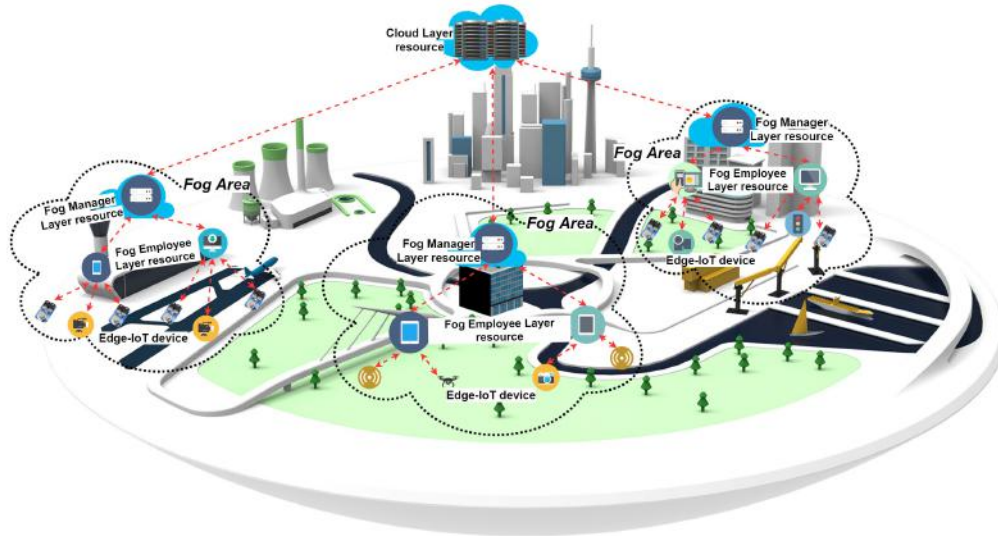 Cloud Layer
resource
Fog Manager
Layer resource
Fog Area
Fog Employee
Layer resource
Edge-IoT device
Fog Area
Fog Manager
Layer resource
Fog Employee
Layer resource
Edge-IoT device
Fog Area
Fog Manager
Layer resource
Fog Employee Layer
resource
Edge-IoT device